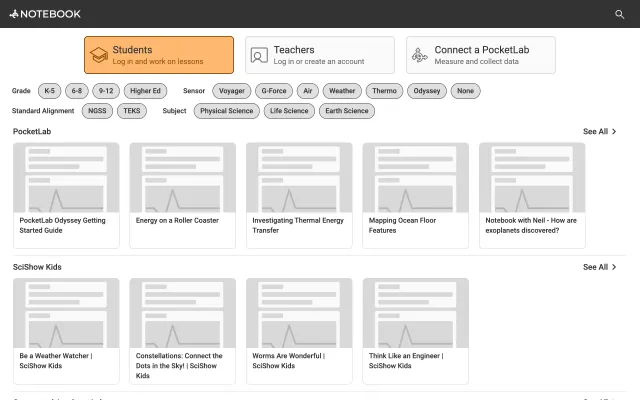 NOTEBOOK
Students
Log in and work on lessons
Teachers
Log in or create an account
Connect a PocketLab
Measure and collect data
Grade K-5 6-8 9-12 Higher Ed Sensor Voyager G-Force Air Weather Thermo Odyssey None
Standard Alignment NGSS TEKS Subject Physical Science Life Science Earth Science
PocketLab See All
PocketLab Odyssey Getting
Started Guide
Energy on a Roller Coaster
Investigating Thermal Energy
Transfer
Mapping Ocean Floor
Features
Notebook with Neil - How are
exoplanets discovered?
SciShow Kids See All
Be a Weather Watcher |
SciShow Kids
Constellations: Connect the
Dots in the Sky! | SciShow
Kids
Worms Are Wonderful |
SciShow Kids
Think Like an Engineer |
SciShow Kids